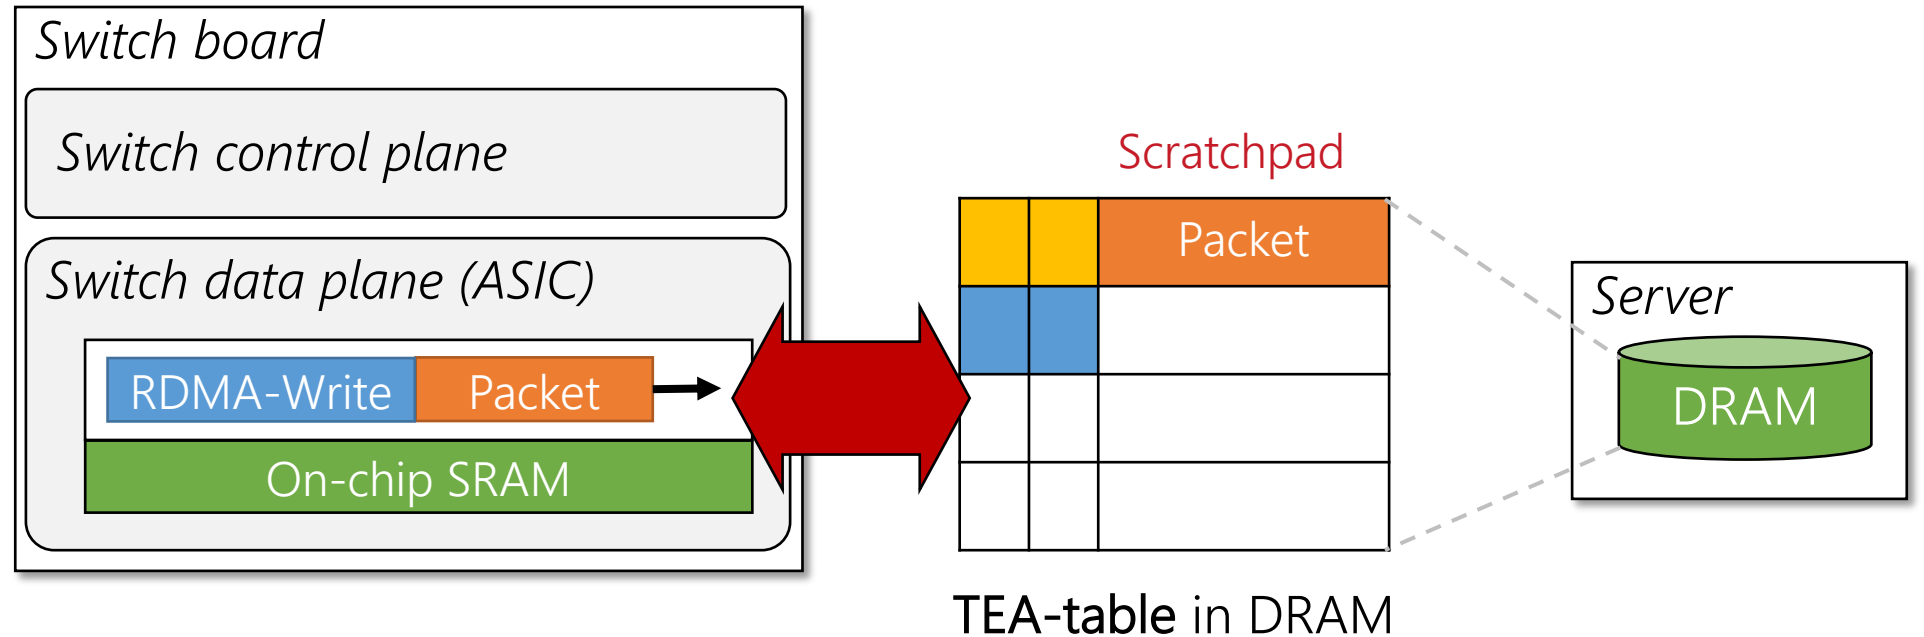 Switch board
Switch control plane
Switch data plane (ASIC)
RDMA-Write Packet
On-chip SRAM
Scratchpad
Packet
TEA-table in DRAM
Server
DRAM